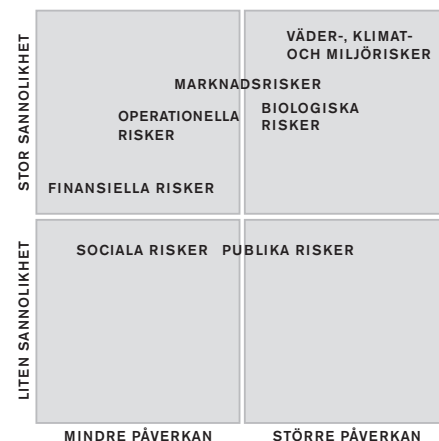 STOR SANNOLIKHET
VÄDER-, KLIMAT-
OCH MILJÖRISKER
MARKNADSRISKER
OPERATIONELLA
RISKER
BIOLOGISKA
RISKER
FINANSIELLA RISKER
LITEN SANNOLIKHET
SOCIALA RISKER
PUBLIKA RISKER
MINDRE PÅVERKAN
STÖRRE PÅVERKAN